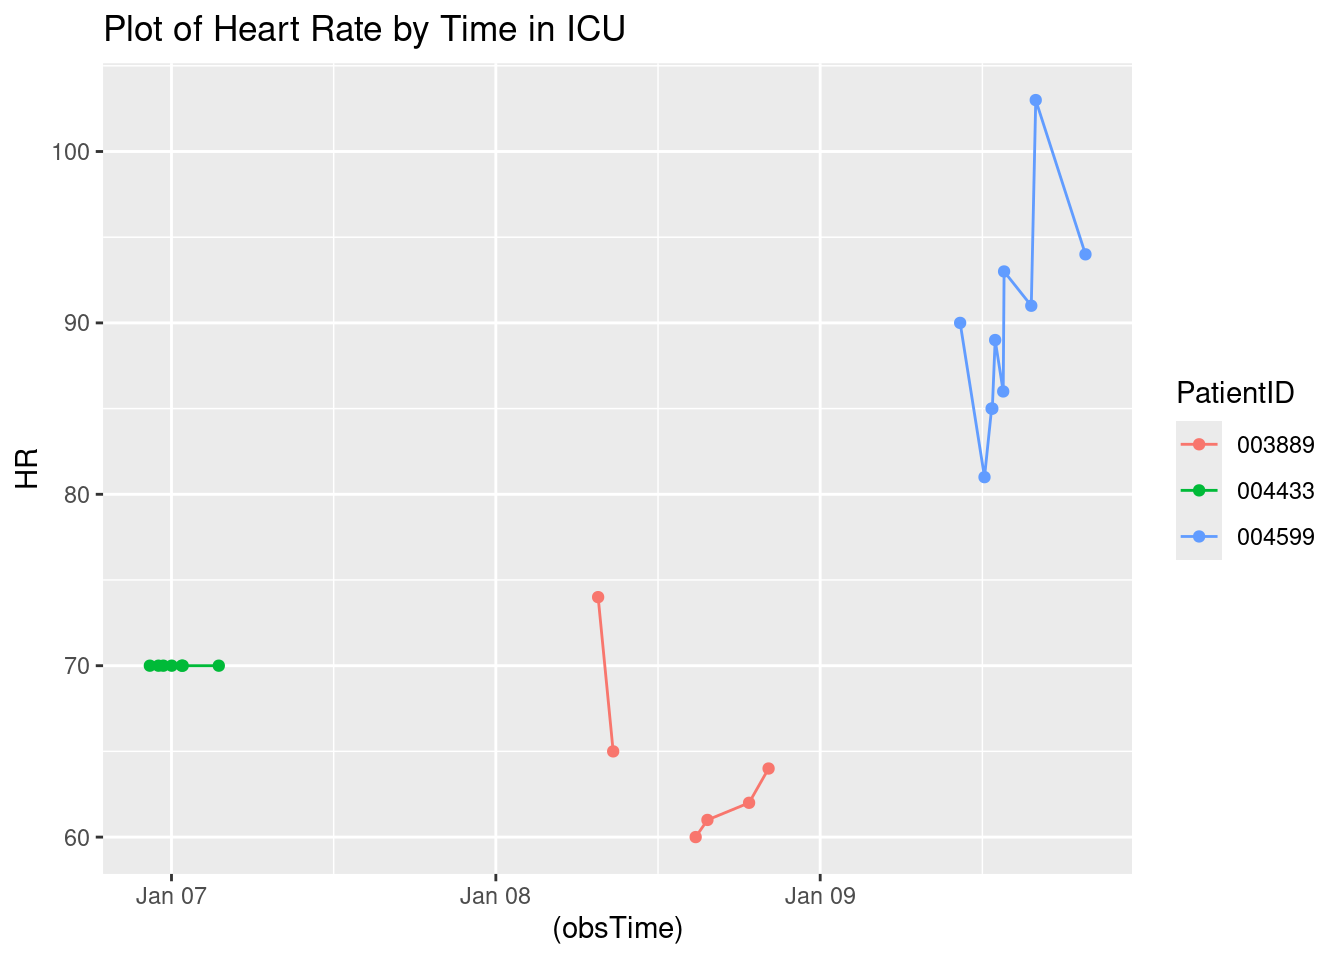 Plot of Heart Rate by Time in ICU
HR
100
90
80
70
60
Jan 07
Jan 08
Jan 09
(obsTime)
PatientID
003889
004433
004599